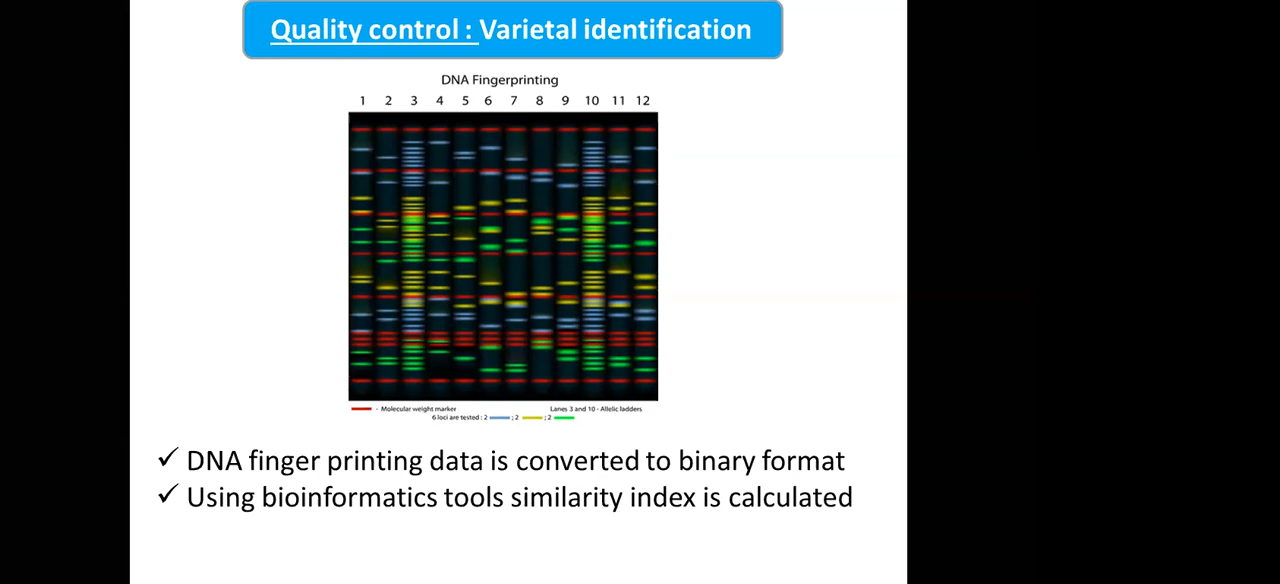 Quality control : Varietal identification
DNA Fingerprinting
1 2 3 4 5 6 7 8 9 10 11 12
- Molecular weight marker
Lanes 3 and 10 - Allelic ladders
6 loci are tested : 2 ; 2 ; 2
✓ DNA finger printing data is converted to binary format
✓ Using bioinformatics tools similarity index is calculated